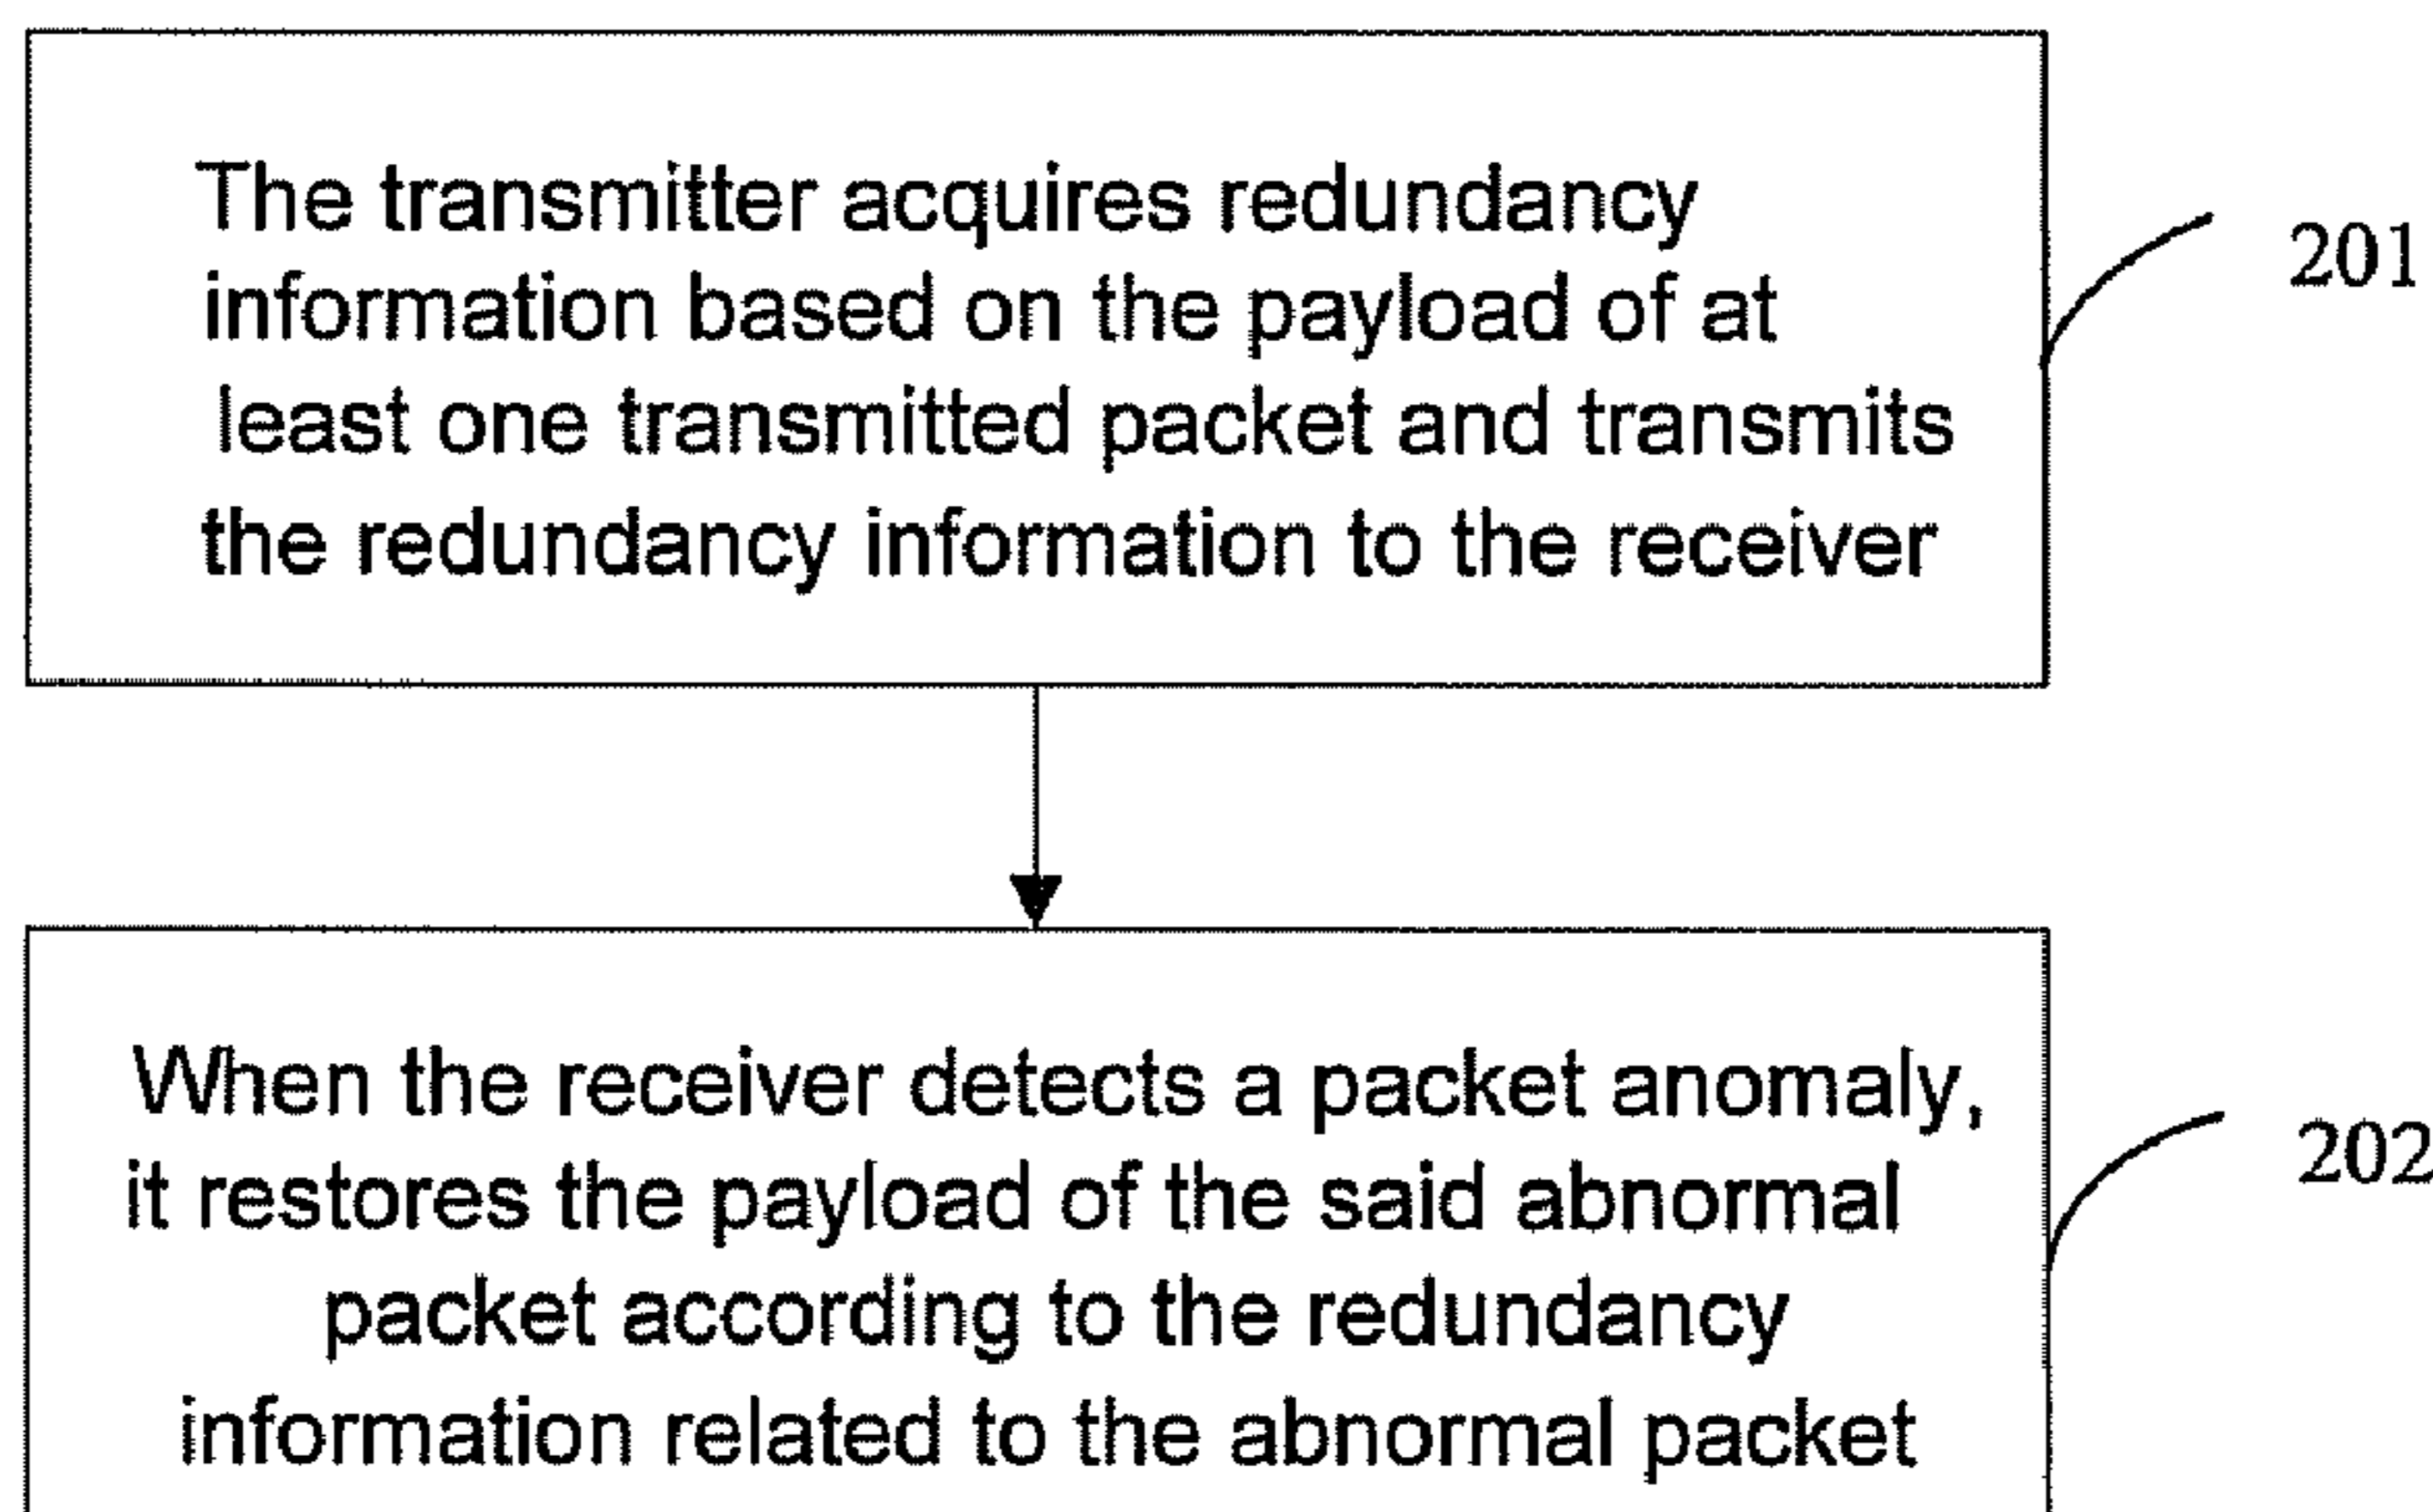 The transmitter acquires redundancy
information based on the payload of at
least one transmitted packet and transmits
the redundancy information to the receiver
201
When the receiver detects a packet anomaly,
it restores the payload of the said abnormal
packet according to the redundancy
information related to the abnormal packet
202